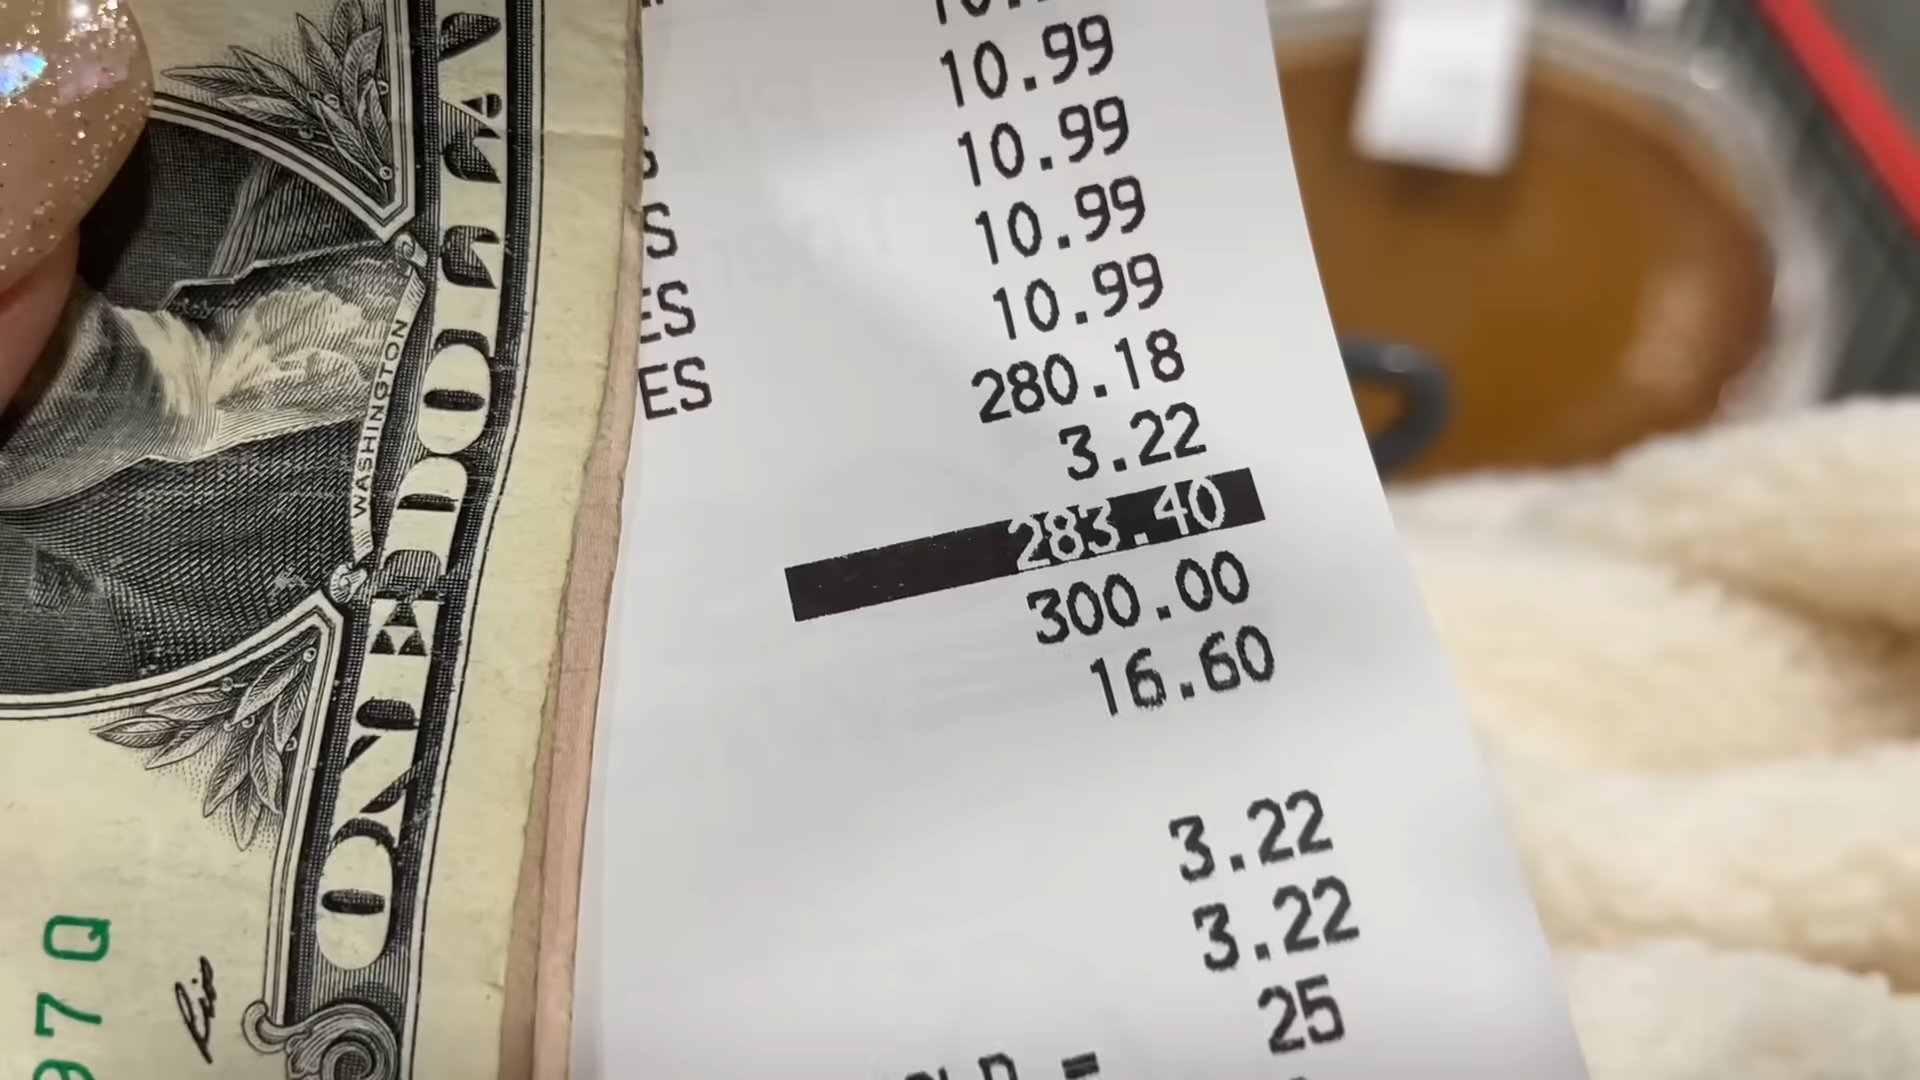 WASHINGTON
ONE DOLLAR
97 Q
10.99
10.99
S 10.99
ES 10.99
ES 280.18
3.22
283.40
300.00
16.60
3.22
3.22
25